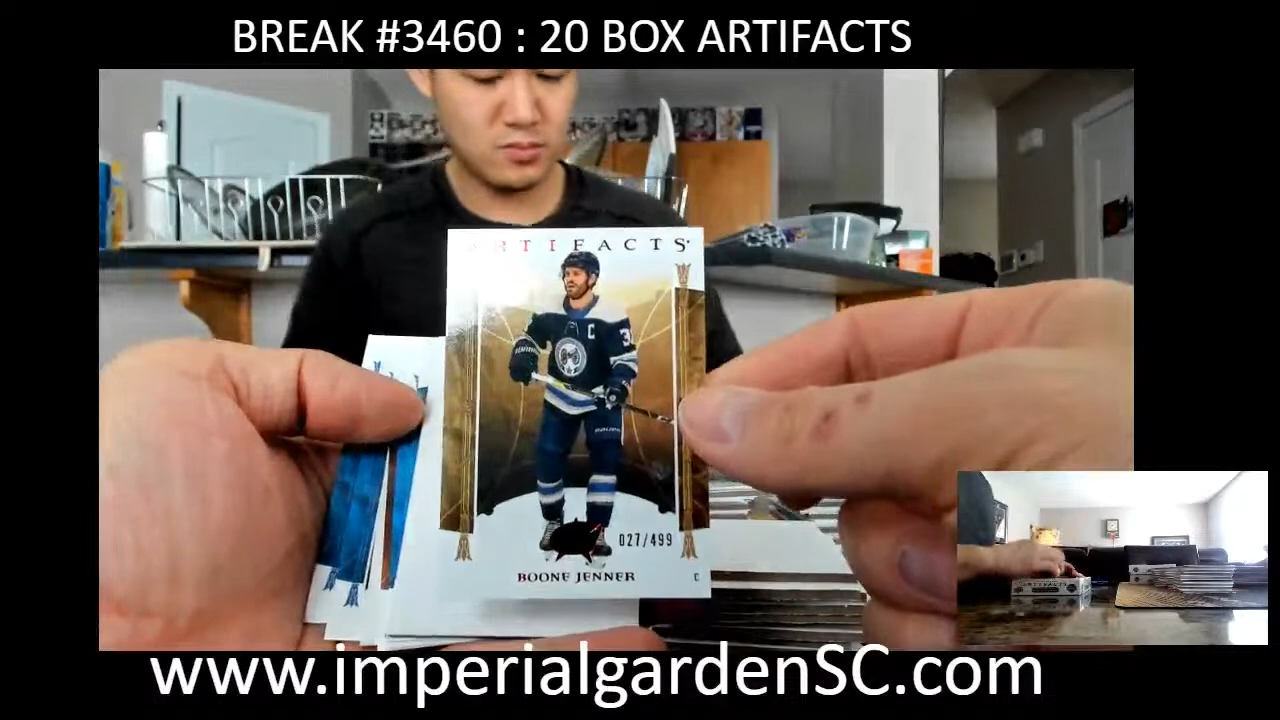 BREAK #3460 : 20 BOX ARTIFACTS
ARTIFACTS
C
027/499
BOONE JENNER
C
www.imperialgardenSC.com